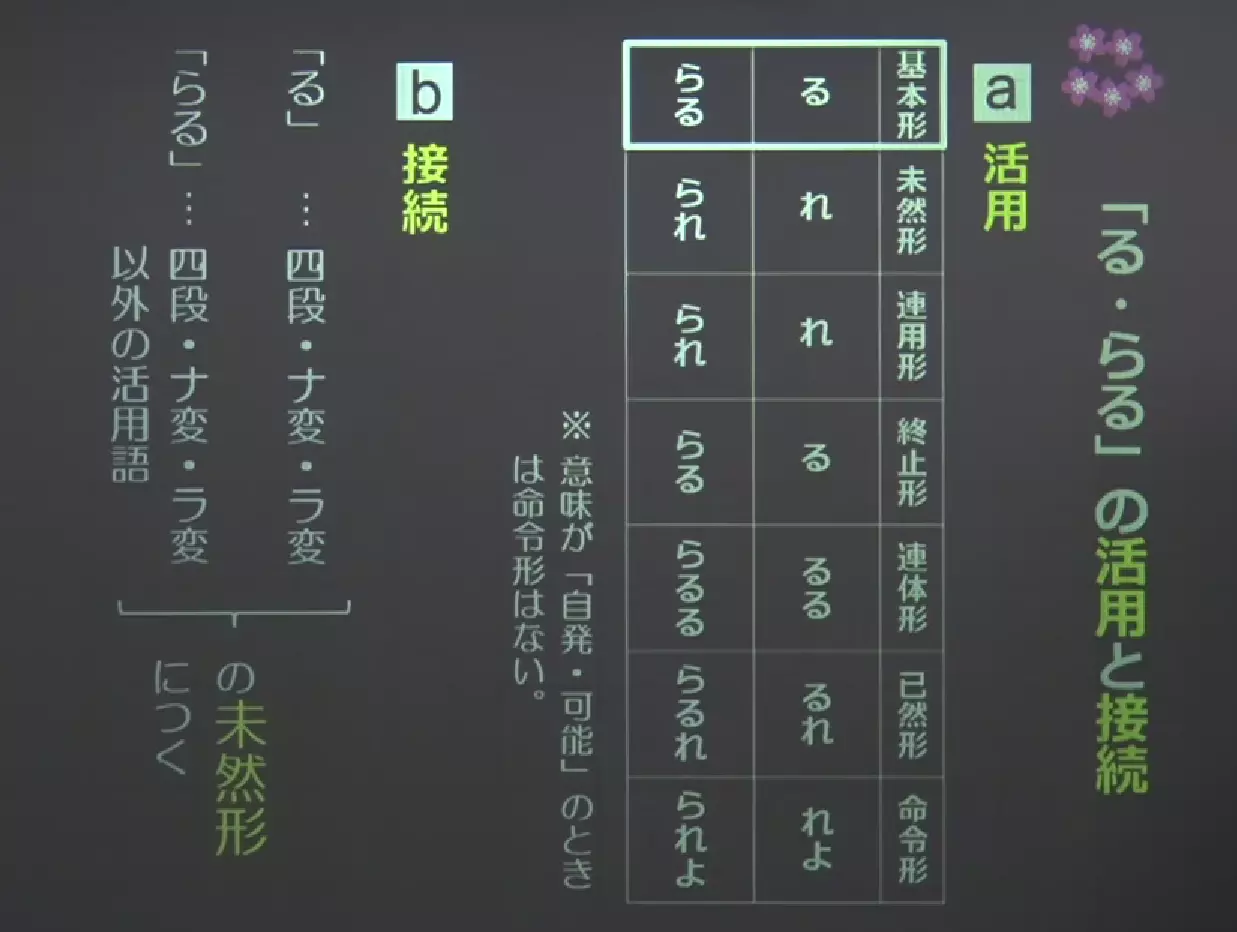 「る・らる」の活用と接続
a 活用
基本形 未然形 連用形 終止形 連体形 已然形 命令形
る れ れ る るる るれ れよ
らる られ られ らる らるる らるれ られよ
※意味が「自発・可能」のとき
は命令形はない。
b 接続
「る」…四段・ナ変・ラ変
「らる」…四段・ナ変・ラ変
以外の活用語
の未然形
につく